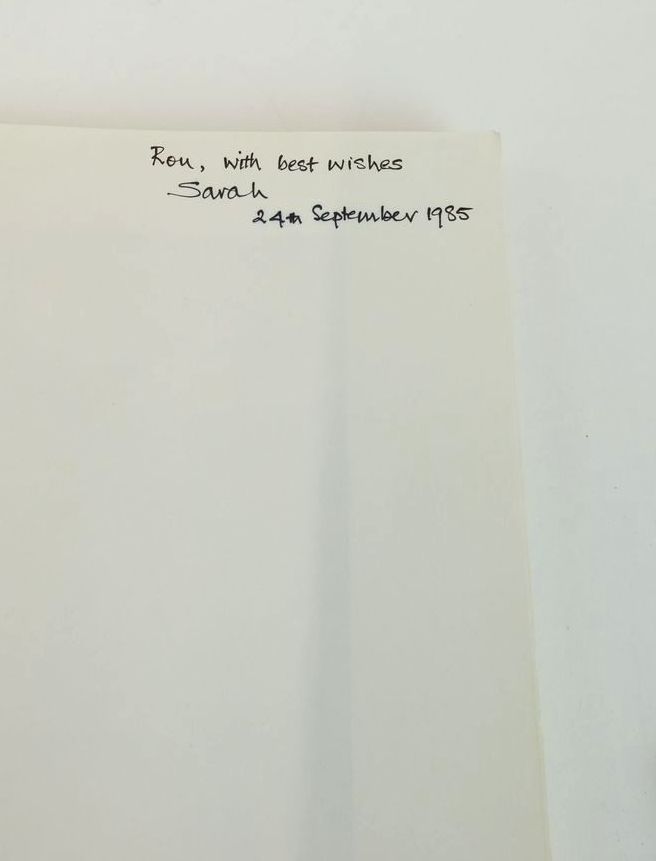 Ron, with best wishes
Sarah
24th September 1985